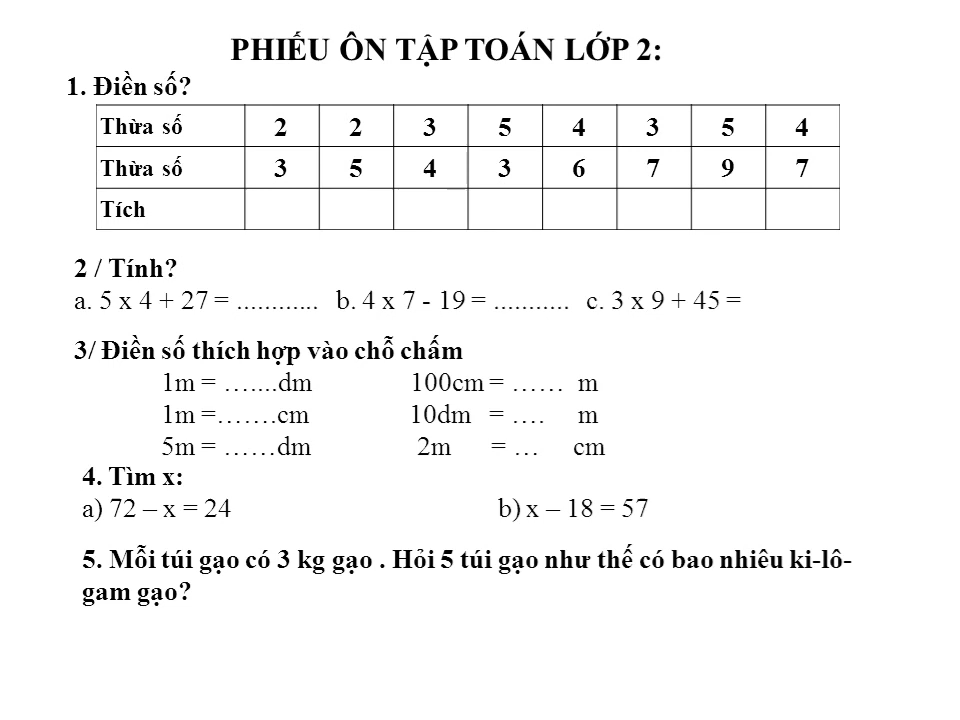 PHIẾU ÔN TẬP TOÁN LỚP 2:
1. Điền số?
Thừa số 2 2 3 5 4 3 5 4
Thừa số 3 5 4 3 6 7 9 7
Tích
2 / Tính?
a. 5 x 4 + 27 = ............ b. 4 x 7 - 19 = ........... c. 3 x 9 + 45 =
3/ Điền số thích hợp vào chỗ chấm
1m = …....dm 100cm = …… m
1m =…….cm 10dm = …. m
5m = ……dm 2m = … cm
4. Tìm x:
a) 72 – x = 24 b) x – 18 = 57
5. Mỗi túi gạo có 3 kg gạo . Hỏi 5 túi gạo như thế có bao nhiêu ki-lô-
gam gạo?